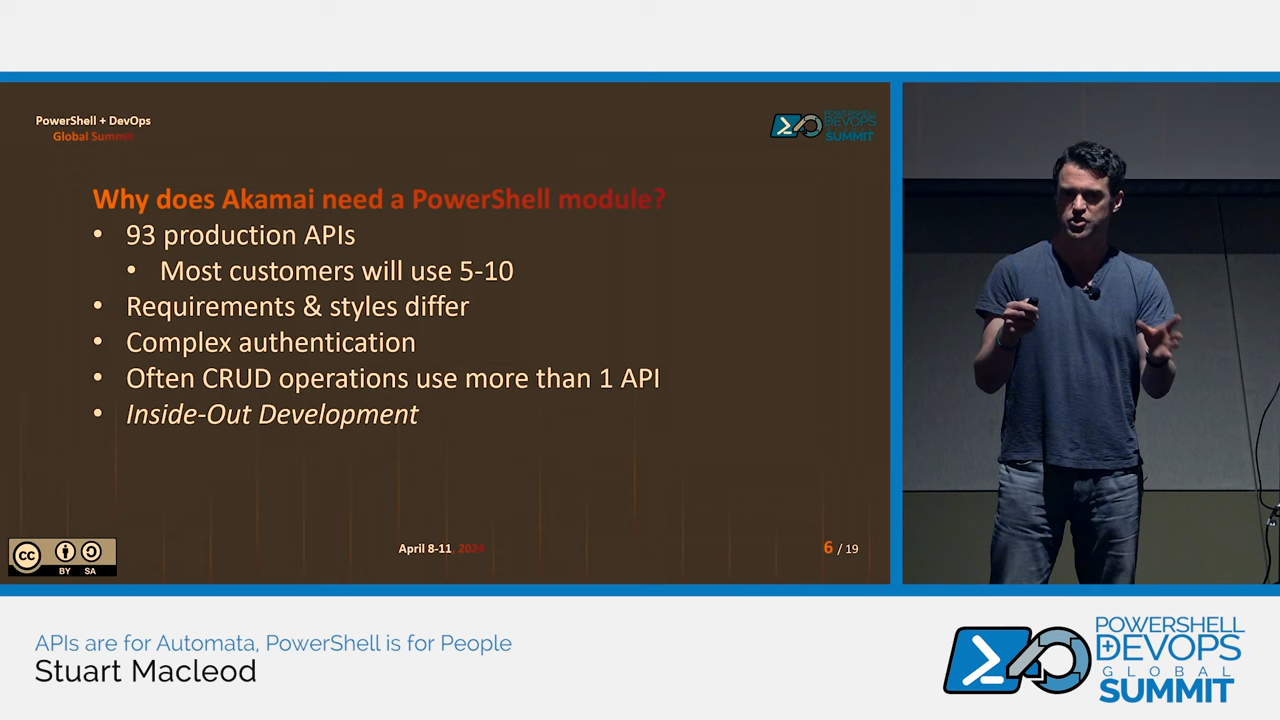 PowerShell + DevOps
Global Summit
POWERSHELL
DEVOPS
SUMMIT
Why does Akamai need a PowerShell module?
• 93 production APIs
• Most customers will use 5-10
• Requirements & styles differ
• Complex authentication
• Often CRUD operations use more than 1 API
• Inside-Out Development
cc
BY SA
April 8-11, 2024
6 / 19
APIs are for Automata, PowerShell is for People
Stuart Macleod
POWERSHELL
D+EVOPS
GLOBAL
SUMMIT